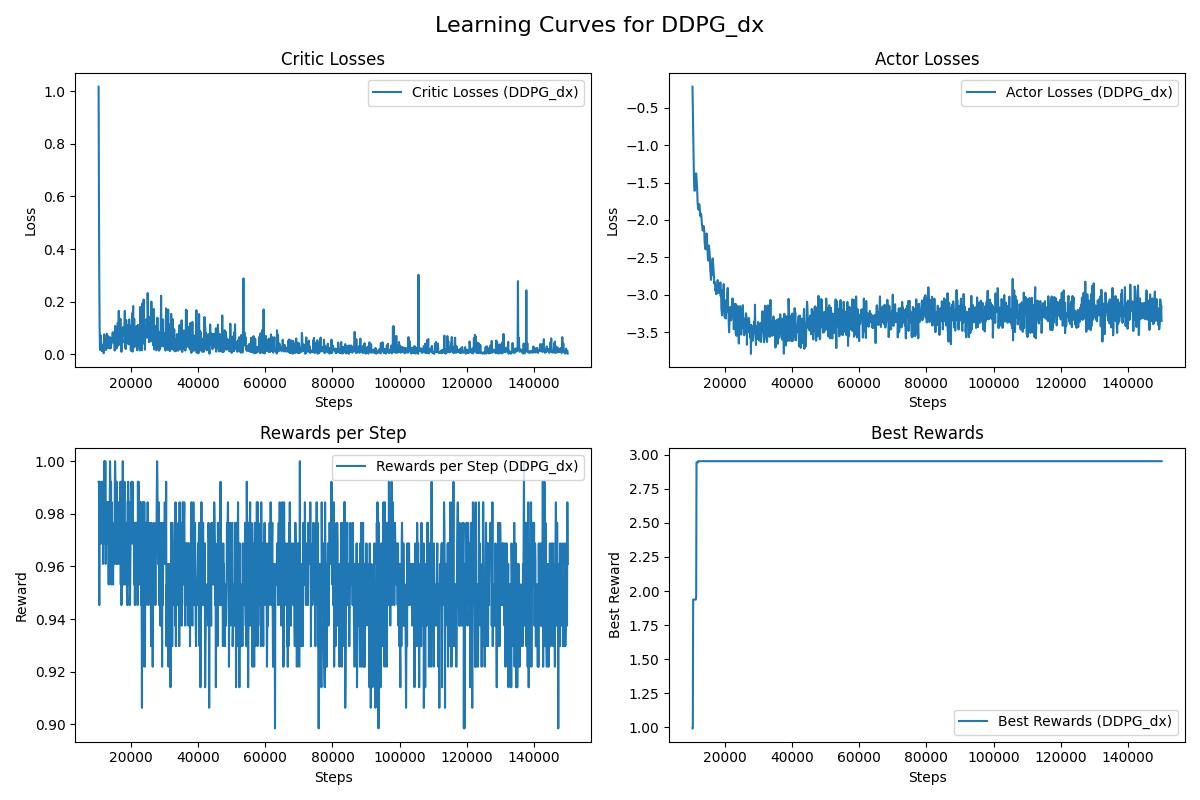 Learning Curves for DDPG_dx
Critic Losses
Critic Losses (DDPG_dx)
1.0
0.8
0.6
0.4
0.2
0.0
Loss
20000 40000 60000 80000 100000 120000 140000
Steps
Actor Losses
Actor Losses (DDPG_dx)
−0.5
−1.0
−1.5
−2.0
−2.5
−3.0
−3.5
Loss
20000 40000 60000 80000 100000 120000 140000
Steps
Rewards per Step
Rewards per Step (DDPG_dx)
1.00
0.98
0.96
0.94
0.92
0.90
Reward
20000 40000 60000 80000 100000 120000 140000
Steps
Best Rewards
3.00
2.75
2.50
2.25
2.00
1.75
1.50
1.25
1.00
Best Reward
Best Rewards (DDPG_dx)
20000 40000 60000 80000 100000 120000 140000
Steps